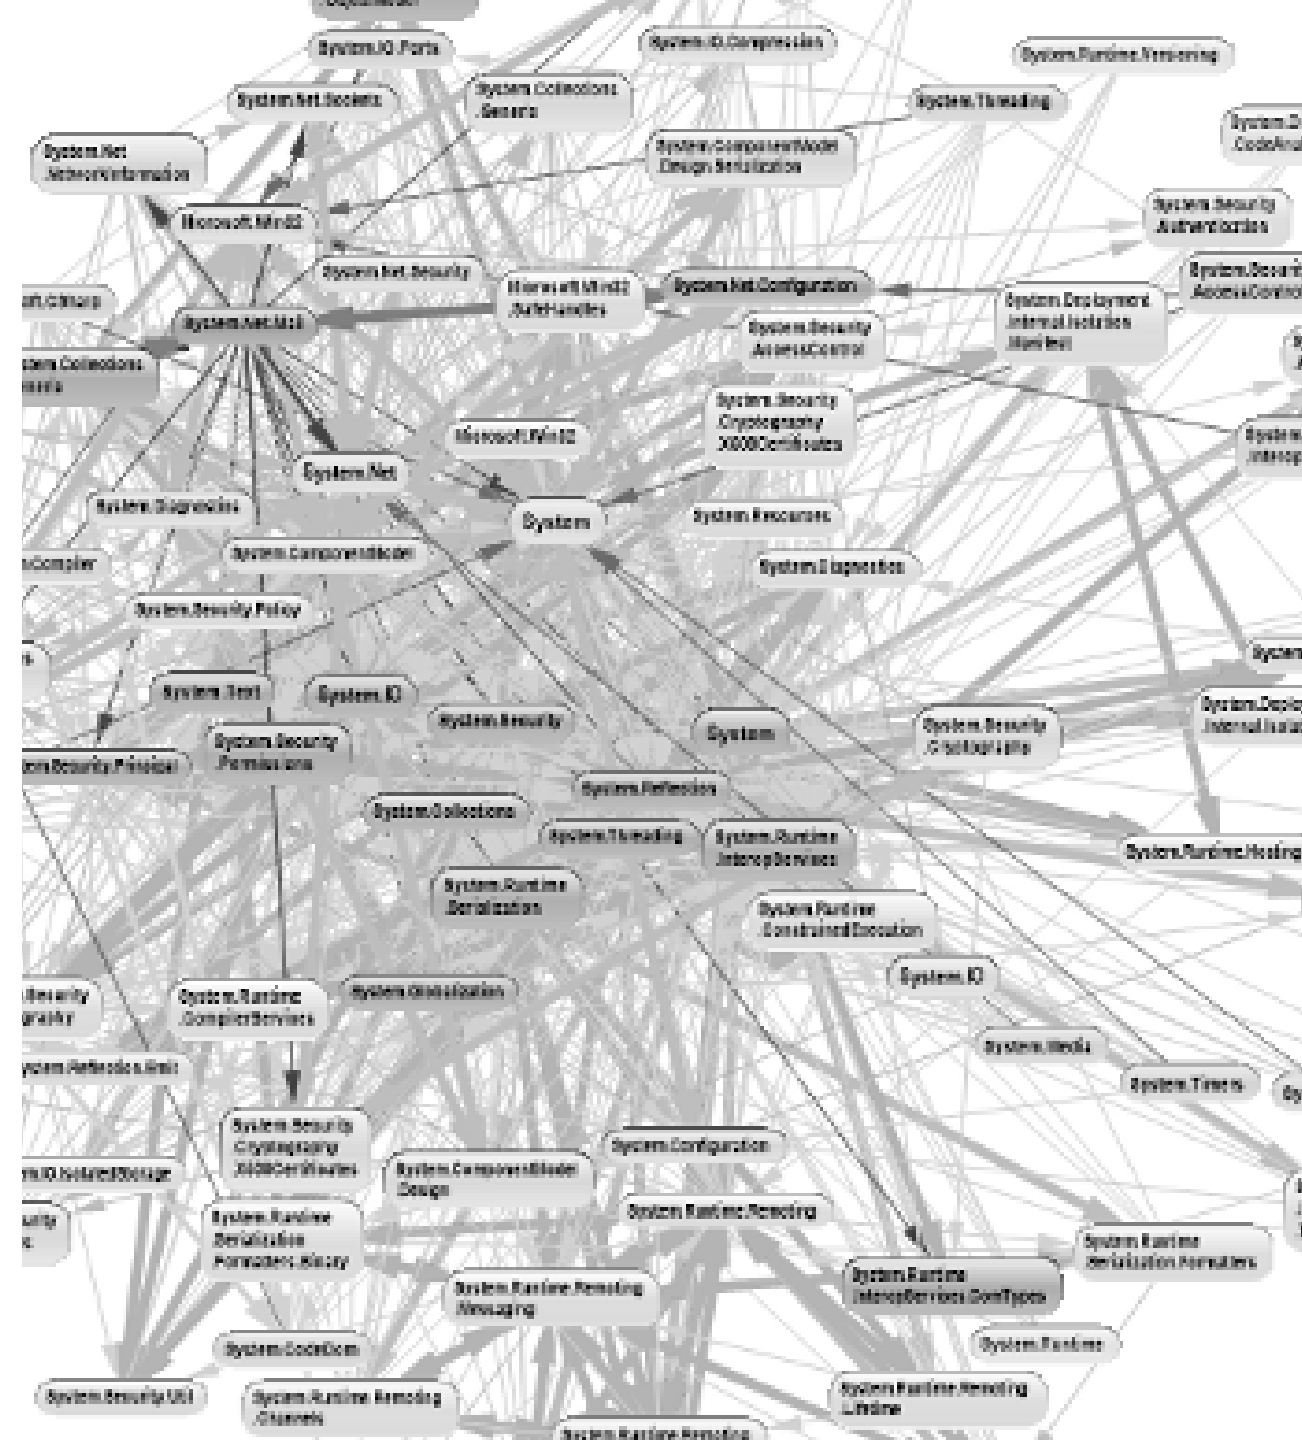 System.IO.Ports
System.IO.Compression
System.Runtime.Versioning
System.Net.Sockets
System.Collections
.Generic
System.Threading
System.Net
.NetworkInformation
System.ComponentModel
.Design.Serialization
Microsoft.Win32
System.Security
.Authentication
System.Net.Security
Microsoft.Win32
.SafeHandles
System.Net.Configuration
System.Deployment
.Internal.Isolation
.Manifest
System.Net.Mail
System.Security
.AccessControl
System.Security
.Cryptography
.X509Certificates
Microsoft.Win32
System.Net
System.Diagnostics
System
System.Resources
System.ComponentModel
System.Diagnostics
System.Security.Policy
System.Text
System.IO
System.Security
System
System.Security
.Cryptography
System.Security
.Permissions
System.Reflection
System.Collections
System.Threading
System.Runtime
.InteropServices
System.Runtime.Hosting
System.Runtime
.Serialization
System.Runtime
.ConstrainedExecution
System.IO
System.Runtime
.CompilerServices
System.Globalization
System.Media
System.Timers
System.Security
.Cryptography
.X509Certificates
System.Configuration
System.ComponentModel
.Design
System.Runtime.Remoting
System.Runtime
.Serialization
.Formatters.Binary
System.Runtime
.Serialization.Formatters
System.Runtime.Remoting
.Messaging
System.Runtime
.InteropServices.ComTypes
System.CodeDom
System.Runtime
System.Security.Util
System.Runtime.Remoting
.Channels
System.Runtime.Remoting
.Lifetime
System.Runtime.Remoting